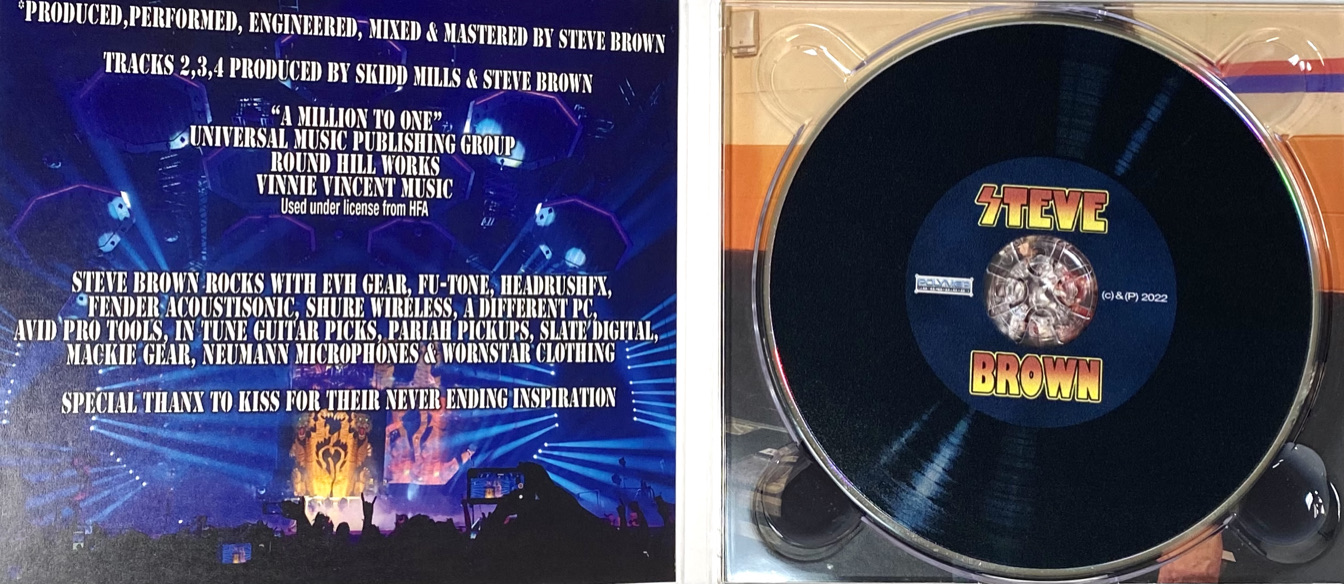 *PRODUCED,PERFORMED, ENGINEERED, MIXED & MASTERED BY STEVE BROWN
TRACKS 2,3,4 PRODUCED BY SKIDD MILLS & STEVE BROWN
“A MILLION TO ONE”
UNIVERSAL MUSIC PUBLISHING GROUP
ROUND HILL WORKS
VINNIE VINCENT MUSIC
Used under license from HFA
STEVE BROWN ROCKS WITH EVH GEAR, FU-TONE, HEADRUSHFX,
FENDER ACOUSTISONIC, SHURE WIRELESS, A DIFFERENT PC,
AVID PRO TOOLS, IN TUNE GUITAR PICKS, PARIAH PICKUPS, SLATE DIGITAL,
MACKIE GEAR, NEUMANN MICROPHONES & WORNSTAR CLOTHING
SPECIAL THANX TO KISS FOR THEIR NEVER ENDING INSPIRATION
STEVE
(c) & (P) 2022
BROWN